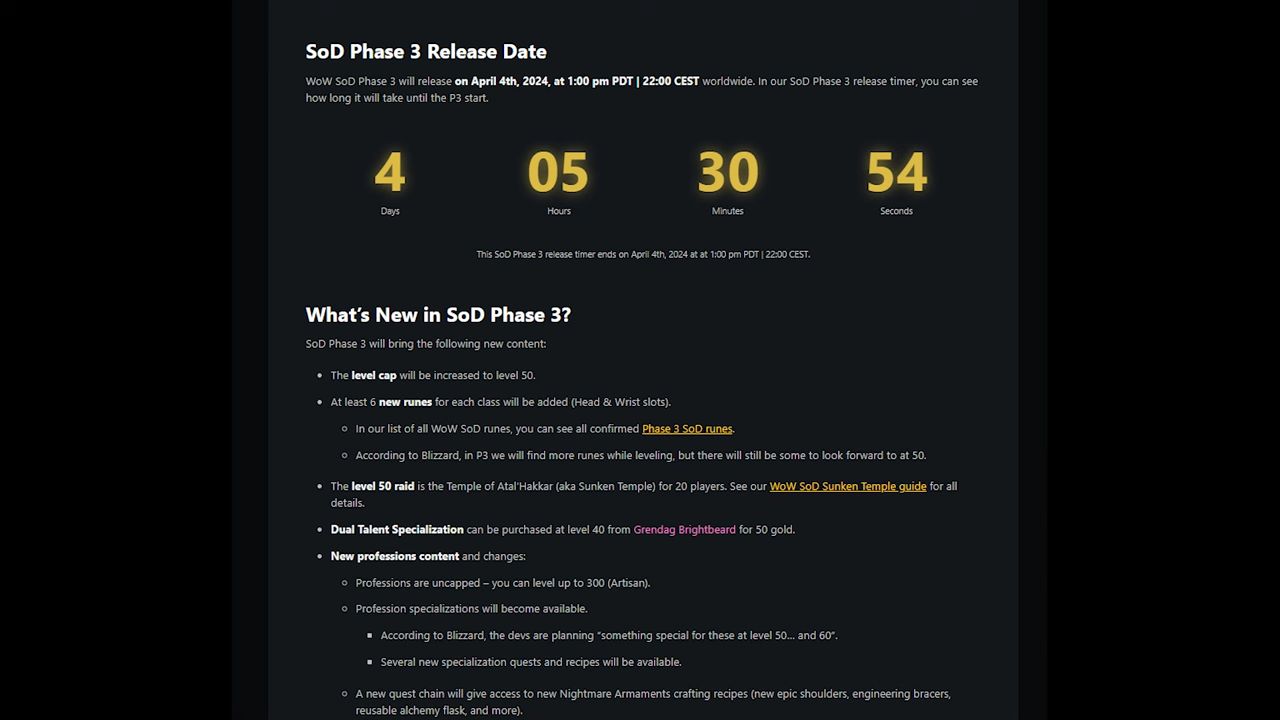 SoD Phase 3 Release Date
WoW SoD Phase 3 will release on April 4th, 2024, at 1:00 pm PDT | 22:00 CEST worldwide. In our SoD Phase 3 release timer, you can see
how long it will take until the P3 start.
4 05 30 54
Days Hours Minutes Seconds
This SoD Phase 3 release timer ends on April 4th, 2024 at at 1:00 pm PDT | 22:00 CEST.
What's New in SoD Phase 3?
SoD Phase 3 will bring the following new content:
• The level cap will be increased to level 50.
• At least 6 new runes for each class will be added (Head & Wrist slots).
◦ In our list of all WoW SoD runes, you can see all confirmed Phase 3 SoD runes.
◦ According to Blizzard, in P3 we will find more runes while leveling, but there will still be some to look forward to at 50.
• The level 50 raid is the Temple of Atal'Hakkar (aka Sunken Temple) for 20 players. See our WoW SoD Sunken Temple guide for all
details.
• Dual Talent Specialization can be purchased at level 40 from Grendag Brightbeard for 50 gold.
• New professions content and changes:
◦ Professions are uncapped – you can level up to 300 (Artisan).
◦ Profession specializations will become available.
▪ According to Blizzard, the devs are planning “something special for these at level 50… and 60”.
▪ Several new specialization quests and recipes will be available.
◦ A new quest chain will give access to new Nightmare Armaments crafting recipes (new epic shoulders, engineering bracers,
reusable alchemy flask, and more).